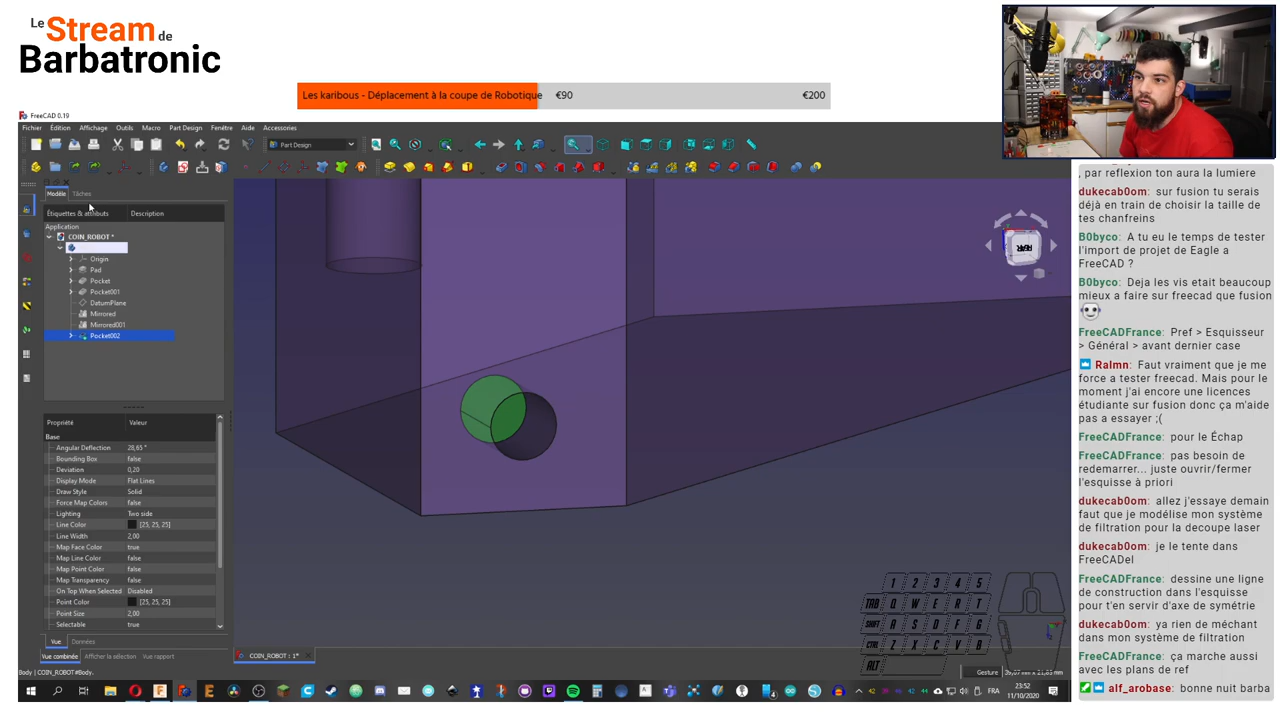 Le
Stream de
Barbatronic
Les karibous - Déplacement à la coupe de Robotique €90 €200
FreeCAD 0.19
Fichier Édition Affichage Outils Macro Part Design Fenêtre Aide Accessories
Part Design
Modèle Tâches
Étiquettes & attributs Description
Application
COIN_ROBOT *
Origin
Pad
Pocket
Pocket001
DatumPlane
Mirrored
Mirrored001
Pocket002
Propriété Valeur
Base
Angular Deflection 28,65 °
Bounding Box false
Deviation 0,20
Display Mode Flat Lines
Draw Style Solid
Force Map Colors false
Lighting Two side
Line Color [25, 25, 25]
Line Width 2,00
Map Face Color true
Map Line Color false
Map Point Color false
Map Transparency false
On Top When Selected Disabled
Point Color [25, 25, 25]
Point Size 2,00
Selectable true
Vue Données
Vue combinée Afficher la sélection Vue rapport
COIN_ROBOT : 1*
Body | COIN_ROBOT#Body.
Gesture
1 2 3 4 5
TAB Q W E R T
SHIFT A S D F G
CTRL Z X C V B
ALT
FRA
23:52
11/10/2020
, par reflexion ton aura la lumiere
dukecab0om: sur fusion tu serais
déjà en train de choisir la taille de
tes chanfreins
B0byco: A tu eu le temps de tester
l'import de projet de Eagle a
FreeCAD ?
B0byco: Deja les vis etait beaucoup
mieux a faire sur freecad que fusion
FreeCADFrance: Pref > Esquisseur
> Général > avant dernier case
Ralmn: Faut vraiment que je me
force a tester freecad. Mais pour le
moment j'ai encore une licences
étudiante sur fusion donc ça m'aide
pas a essayer ;(
FreeCADFrance: pour le Échap
FreeCADFrance: pas besoin de
redemarrer... juste ouvrir/fermer
l'esquisse à priori
dukecab0om: allez j'essaye demain
faut que je modélise mon système
de filtration pour la decoupe laser
dukecab0om: je le tente dans
FreeCADel
FreeCADFrance: dessine une ligne
de construction dans l'esquisse
pour t'en servir d'axe de symétrie
dukecab0om: ya rien de méchant
dans mon système de filtration
FreeCADFrance: ça marche aussi
avec les plans de ref
alf_arobase: bonne nuit barba